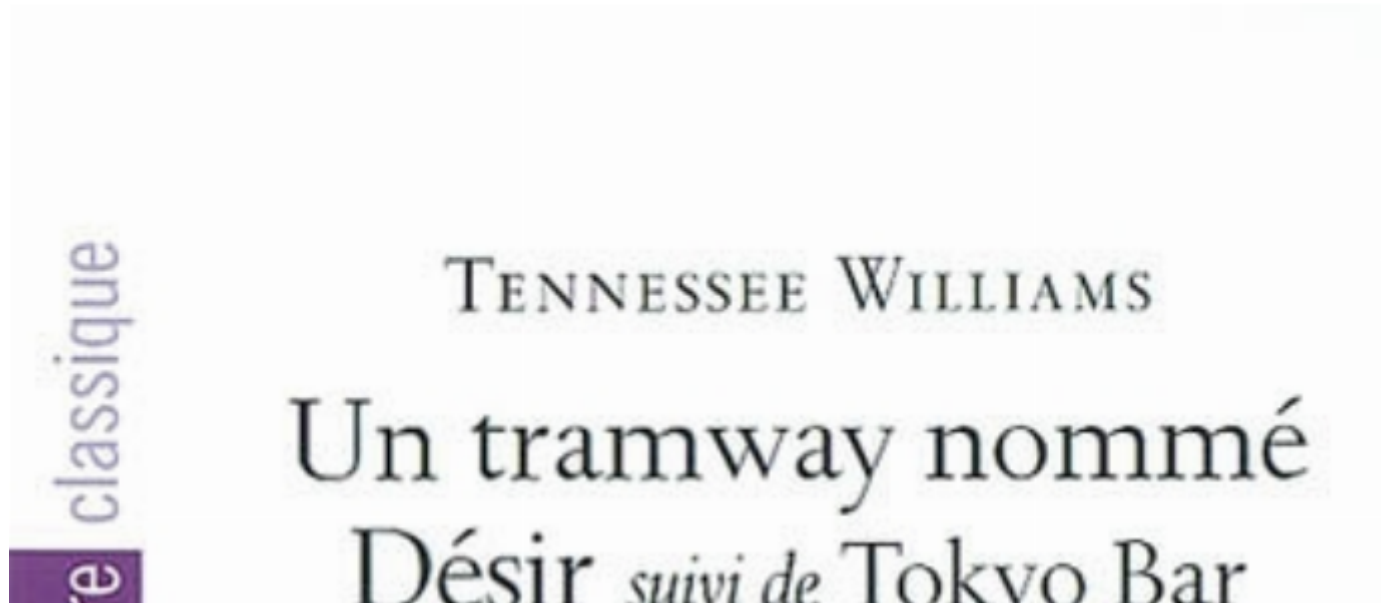 Tennessee Williams
Un tramway nommé
Désir suivi de Tokyo Bar
classique